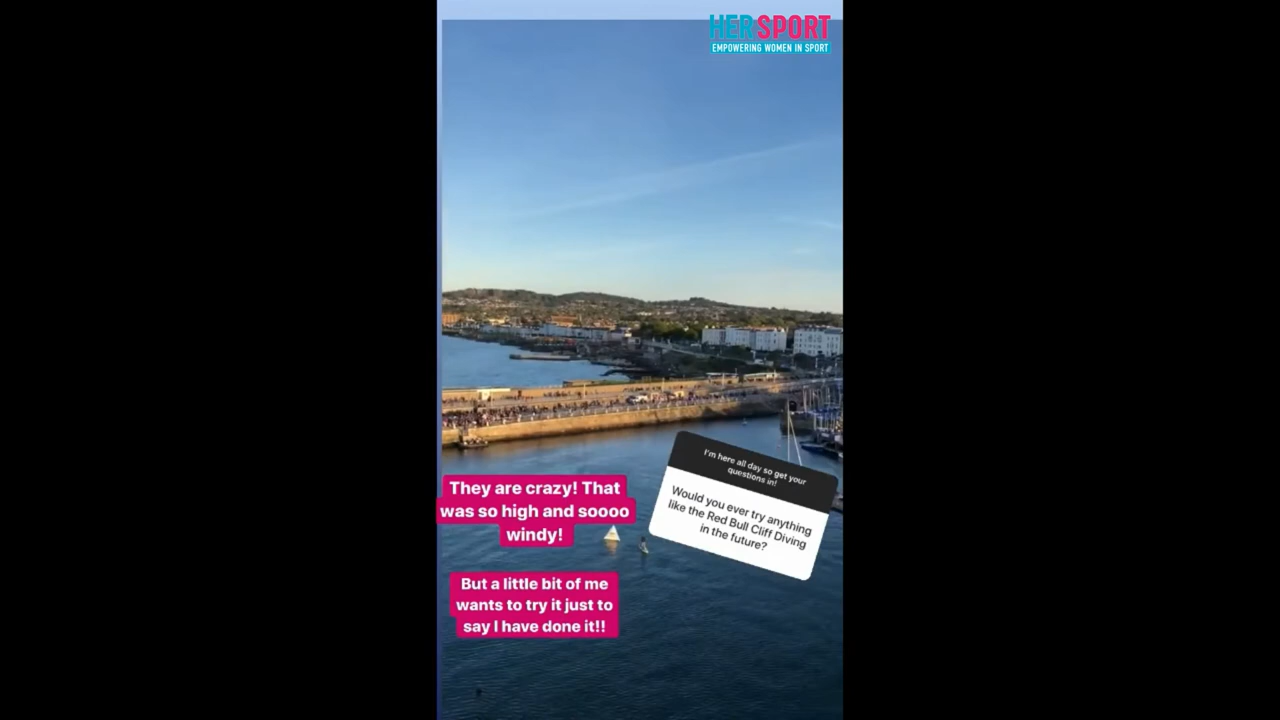 HERSPORT
EMPOWERING WOMEN IN SPORT
I'm here all day so get your
questions in!
Would you ever try anything
like the Red Bull Cliff Diving
in the future?
They are crazy! That
was so high and soooo
windy!
But a little bit of me
wants to try it just to
say I have done it!!